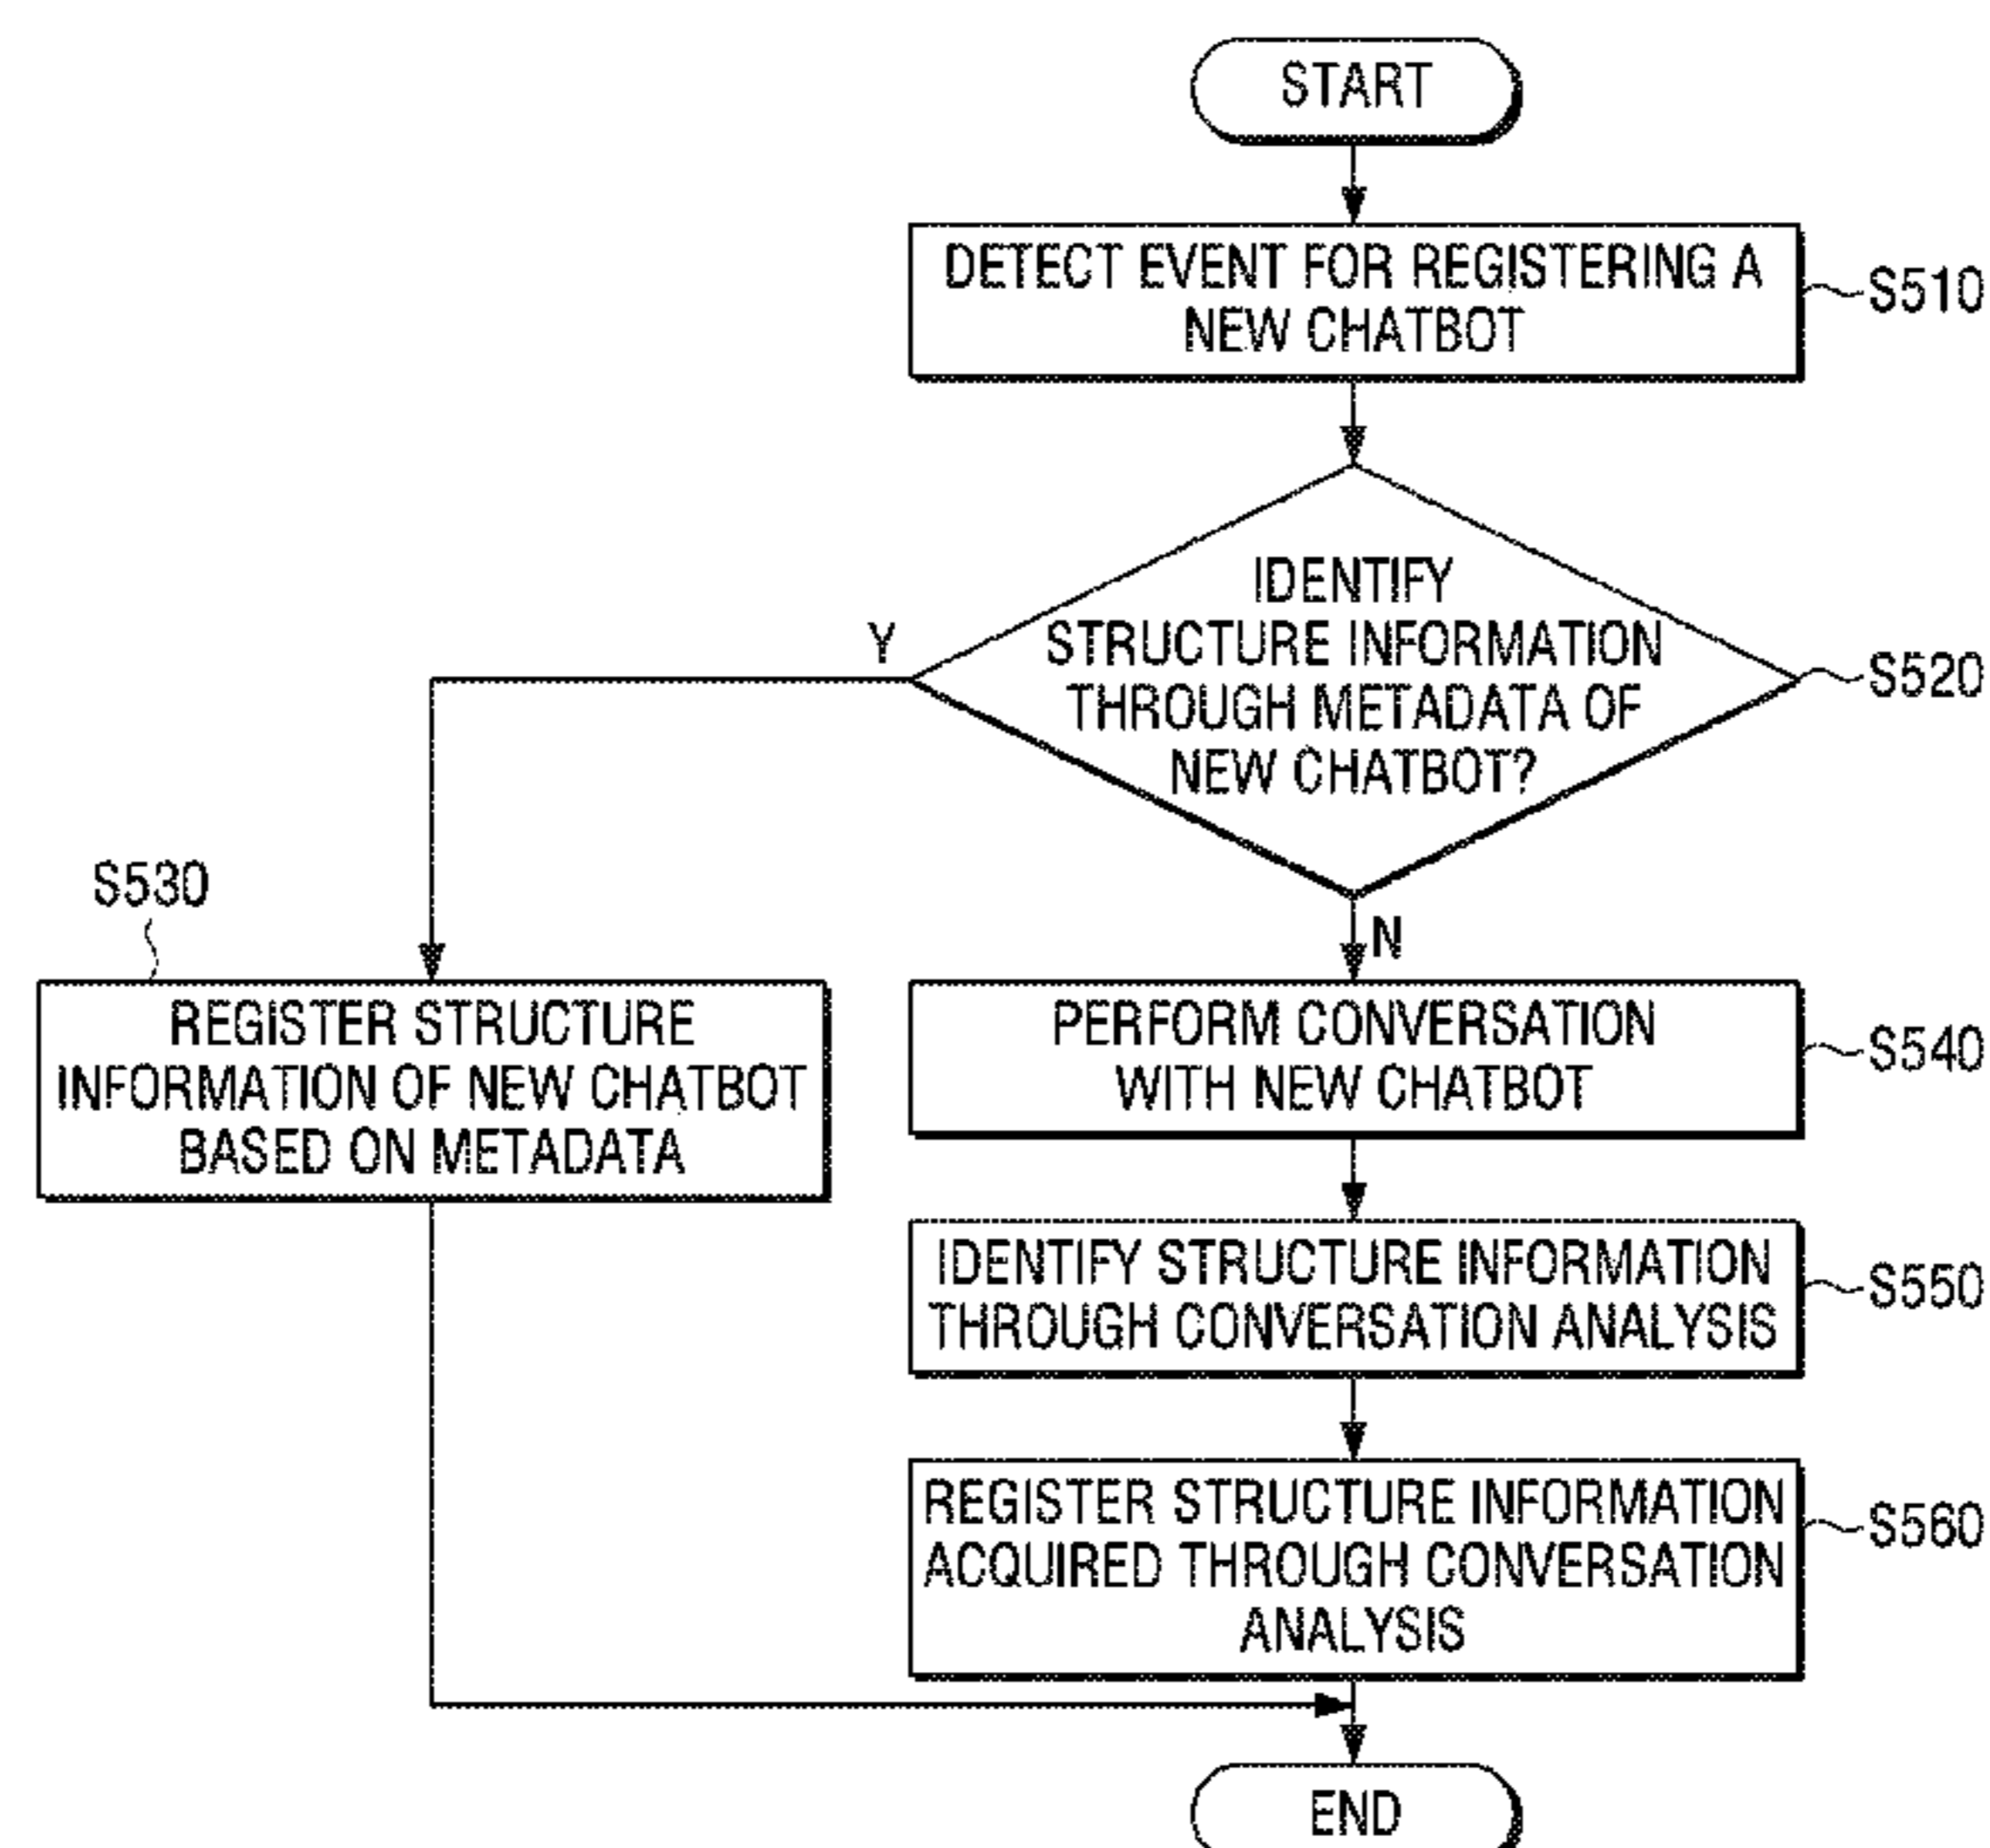 START
DETECT EVENT FOR REGISTERING A
NEW CHATBOT
S510
IDENTIFY
STRUCTURE INFORMATION
THROUGH METADATA OF
NEW CHATBOT?
S520
Y
N
S530
REGISTER STRUCTURE
INFORMATION OF NEW CHATBOT
BASED ON METADATA
PERFORM CONVERSATION
WITH NEW CHATBOT
S540
IDENTIFY STRUCTURE INFORMATION
THROUGH CONVERSATION ANALYSIS
S550
REGISTER STRUCTURE INFORMATION
ACQUIRED THROUGH CONVERSATION
ANALYSIS
S560
END